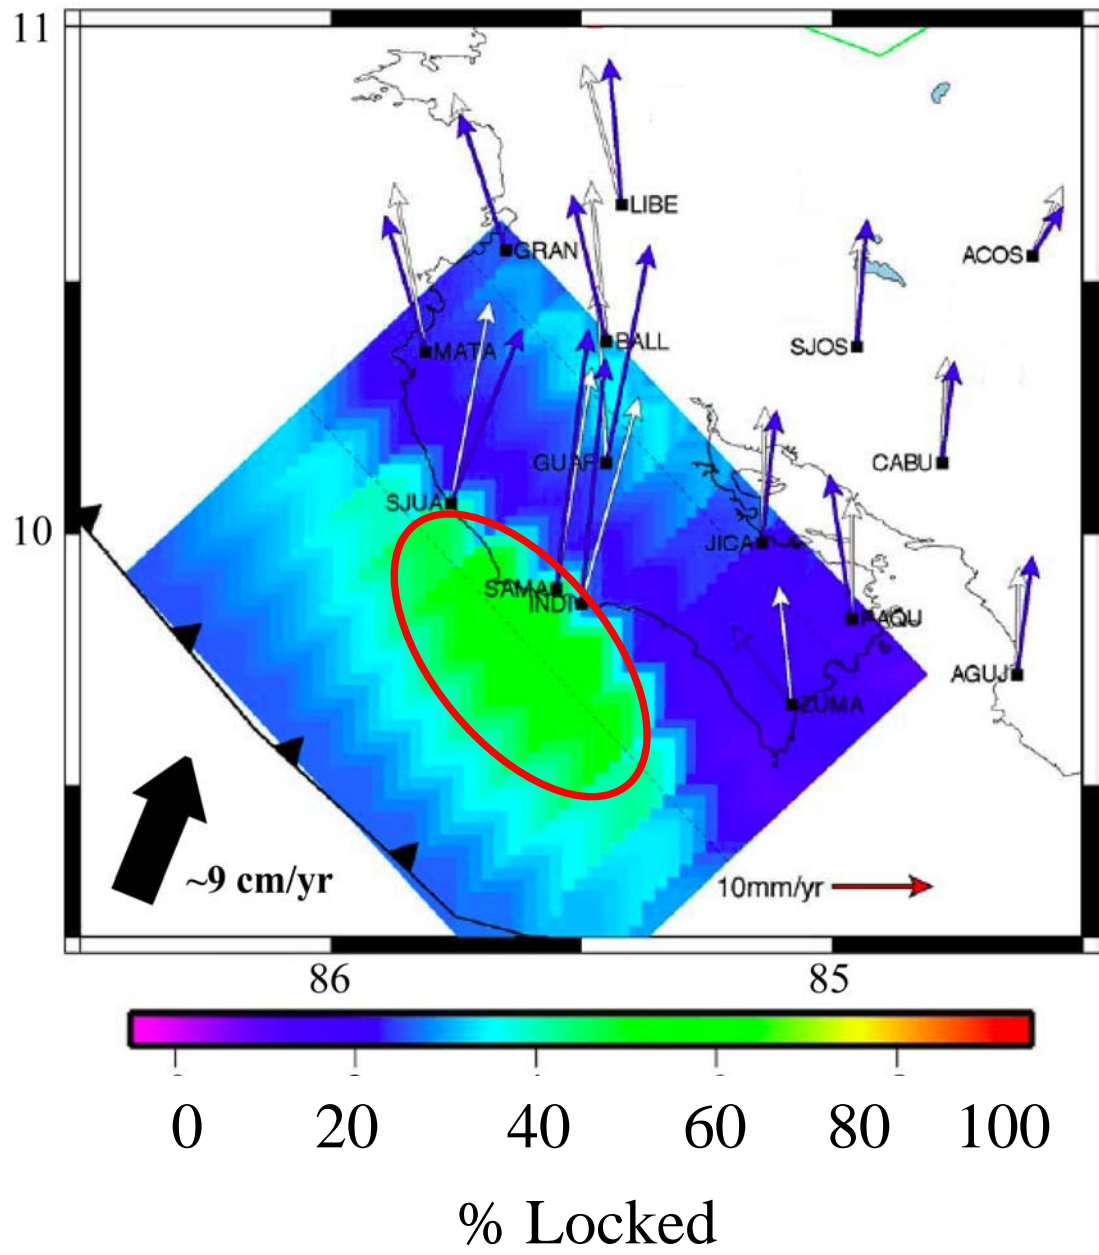 11
LIBE
GRAN
ACOS
BALL
SJOS
MATA
GUAR
CABU
SJUA
10
JICA
SAMA
INDI
PAQU
AGUJ
ZUMA
~9 cm/yr
10mm/yr
86
85
0
20
40
60
80
100
% Locked